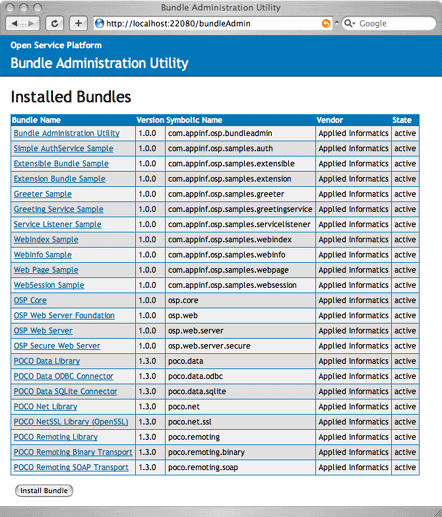 Bundle Administration Utility
http://localhost:22080/bundleAdmin
Google
Open Service Platform
Bundle Administration Utility
Installed Bundles
Bundle Name Version Symbolic Name Vendor State
Bundle Administration Utility 1.0.0 com.appinf.osp.bundleadmin Applied Informatics active
Simple AuthService Sample 1.0.0 com.appinf.osp.samples.auth Applied Informatics active
Extensible Bundle Sample 1.0.0 com.appinf.osp.samples.extensible Applied Informatics active
Extension Bundle Sample 1.0.0 com.appinf.osp.samples.extension Applied Informatics active
Greeter Sample 1.0.0 com.appinf.osp.samples.greeter Applied Informatics active
Greeting Service Sample 1.0.0 com.appinf.osp.samples.greetingservice Applied Informatics active
Service Listener Sample 1.0.0 com.appinf.osp.samples.servicelistener Applied Informatics active
WebIndex Sample 1.0.0 com.appinf.osp.samples.webindex Applied Informatics active
WebInfo Sample 1.0.0 com.appinf.osp.samples.webinfo Applied Informatics active
Web Page Sample 1.0.0 com.appinf.osp.samples.webpage Applied Informatics active
WebSession Sample 1.0.0 com.appinf.osp.samples.websession Applied Informatics active
OSP Core 1.0.0 osp.core Applied Informatics active
OSP Web Server Foundation 1.0.0 osp.web Applied Informatics active
OSP Web Server 1.0.0 osp.web.server Applied Informatics active
OSP Secure Web Server 1.0.0 osp.web.server.secure Applied Informatics active
POCO Data Library 1.3.0 poco.data Applied Informatics active
POCO Data ODBC Connector 1.3.0 poco.data.odbc Applied Informatics active
POCO Data SQLite Connector 1.3.0 poco.data.sqlite Applied Informatics active
POCO Net Library 1.3.0 poco.net Applied Informatics active
POCO NetSSL Library (OpenSSL) 1.3.0 poco.net.ssl Applied Informatics active
POCO Remoting Library 1.3.0 poco.remoting Applied Informatics active
POCO Remoting Binary Transport 1.3.0 poco.remoting.binary Applied Informatics active
POCO Remoting SOAP Transport 1.3.0 poco.remoting.soap Applied Informatics active
Install Bundle